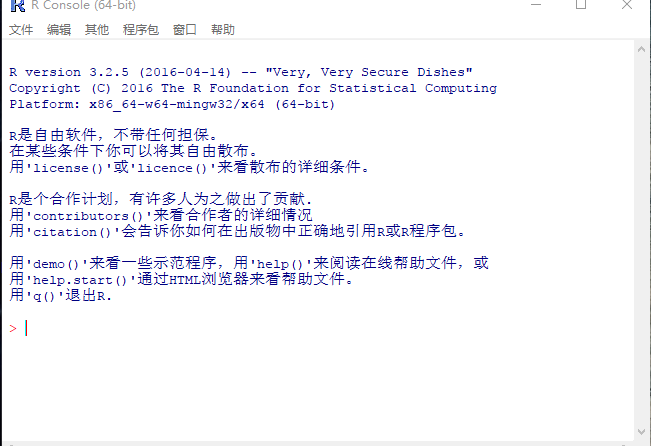 R Console (64-bit)
文件 编辑 其他 程序包 窗口 帮助
R version 3.2.5 (2016-04-14) -- "Very, Very Secure Dishes"
Copyright (C) 2016 The R Foundation for Statistical Computing
Platform: x86_64-w64-mingw32/x64 (64-bit)
R是自由软件，不带任何担保。
在某些条件下你可以将其自由散布。
用'license()'或'licence()'来看散布的详细条件。
R是个合作计划，有许多人为之做出了贡献.
用'contributors()'来看合作者的详细情况
用'citation()'会告诉你如何在出版物中正确地引用R或R程序包。
用'demo()'来看一些示范程序，用'help()'来阅读在线帮助文件，或
用'help.start()'通过HTML浏览器来看帮助文件。
用'q()'退出R.
>